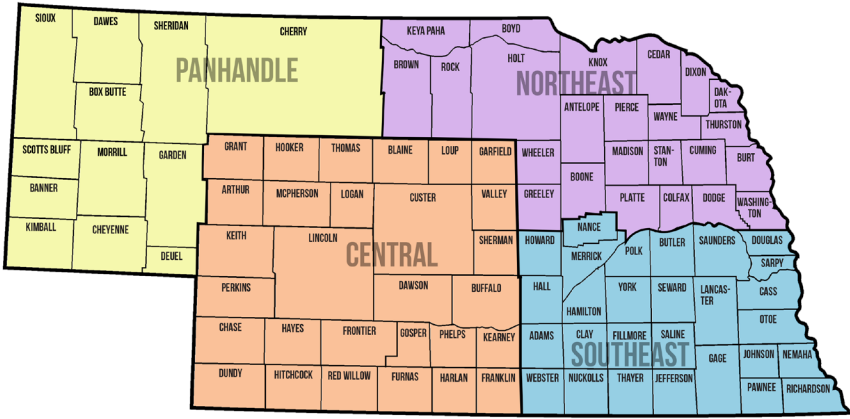 SIOUX
DAWES
SHERIDAN
CHERRY
BOX BUTTE
PANHANDLE
SCOTTS BLUFF
MORRILL
GARDEN
BANNER
KIMBALL
CHEYENNE
DEUEL
KEYA PAHA
BOYD
BROWN
ROCK
HOLT
KNOX
CEDAR
DIXON
DAK-
OTA
NORTHEAST
ANTELOPE
PIERCE
WAYNE
THURSTON
WHEELER
MADISON
STAN-
TON
CUMING
BURT
BOONE
GREELEY
PLATTE
COLFAX
DODGE
WASHING-
TON
GRANT
HOOKER
THOMAS
BLAINE
LOUP
GARFIELD
ARTHUR
MCPHERSON
LOGAN
CUSTER
VALLEY
KEITH
LINCOLN
SHERMAN
CENTRAL
PERKINS
DAWSON
BUFFALO
CHASE
HAYES
FRONTIER
GOSPER
PHELPS
KEARNEY
DUNDY
HITCHCOCK
RED WILLOW
FURNAS
HARLAN
FRANKLIN
NANCE
HOWARD
MERRICK
POLK
BUTLER
SAUNDERS
DOUGLAS
SARPY
HALL
HAMILTON
YORK
SEWARD
LANCAS-
TER
CASS
OTOE
ADAMS
CLAY
FILLMORE
SALINE
SOUTHEAST
GAGE
JOHNSON
NEMAHA
WEBSTER
NUCKOLLS
THAYER
JEFFERSON
PAWNEE
RICHARDSON